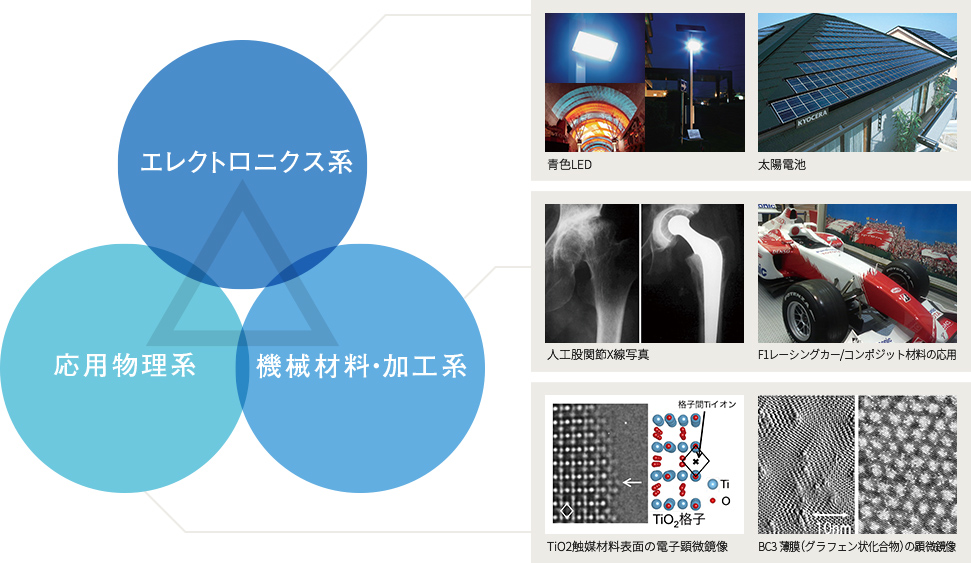 エレクトロニクス系
応用物理系
機械材料・加工系
KYOCERA
青色LED
太陽電池
人工股関節X線写真
F1レーシングカー/コンポジット材料の応用
格子間Tiイオン
Ti
O
TiO2格子
TiO2触媒材料表面の電子顕微鏡像
BC3 薄膜(グラフェン状化合物)の顕微鏡像